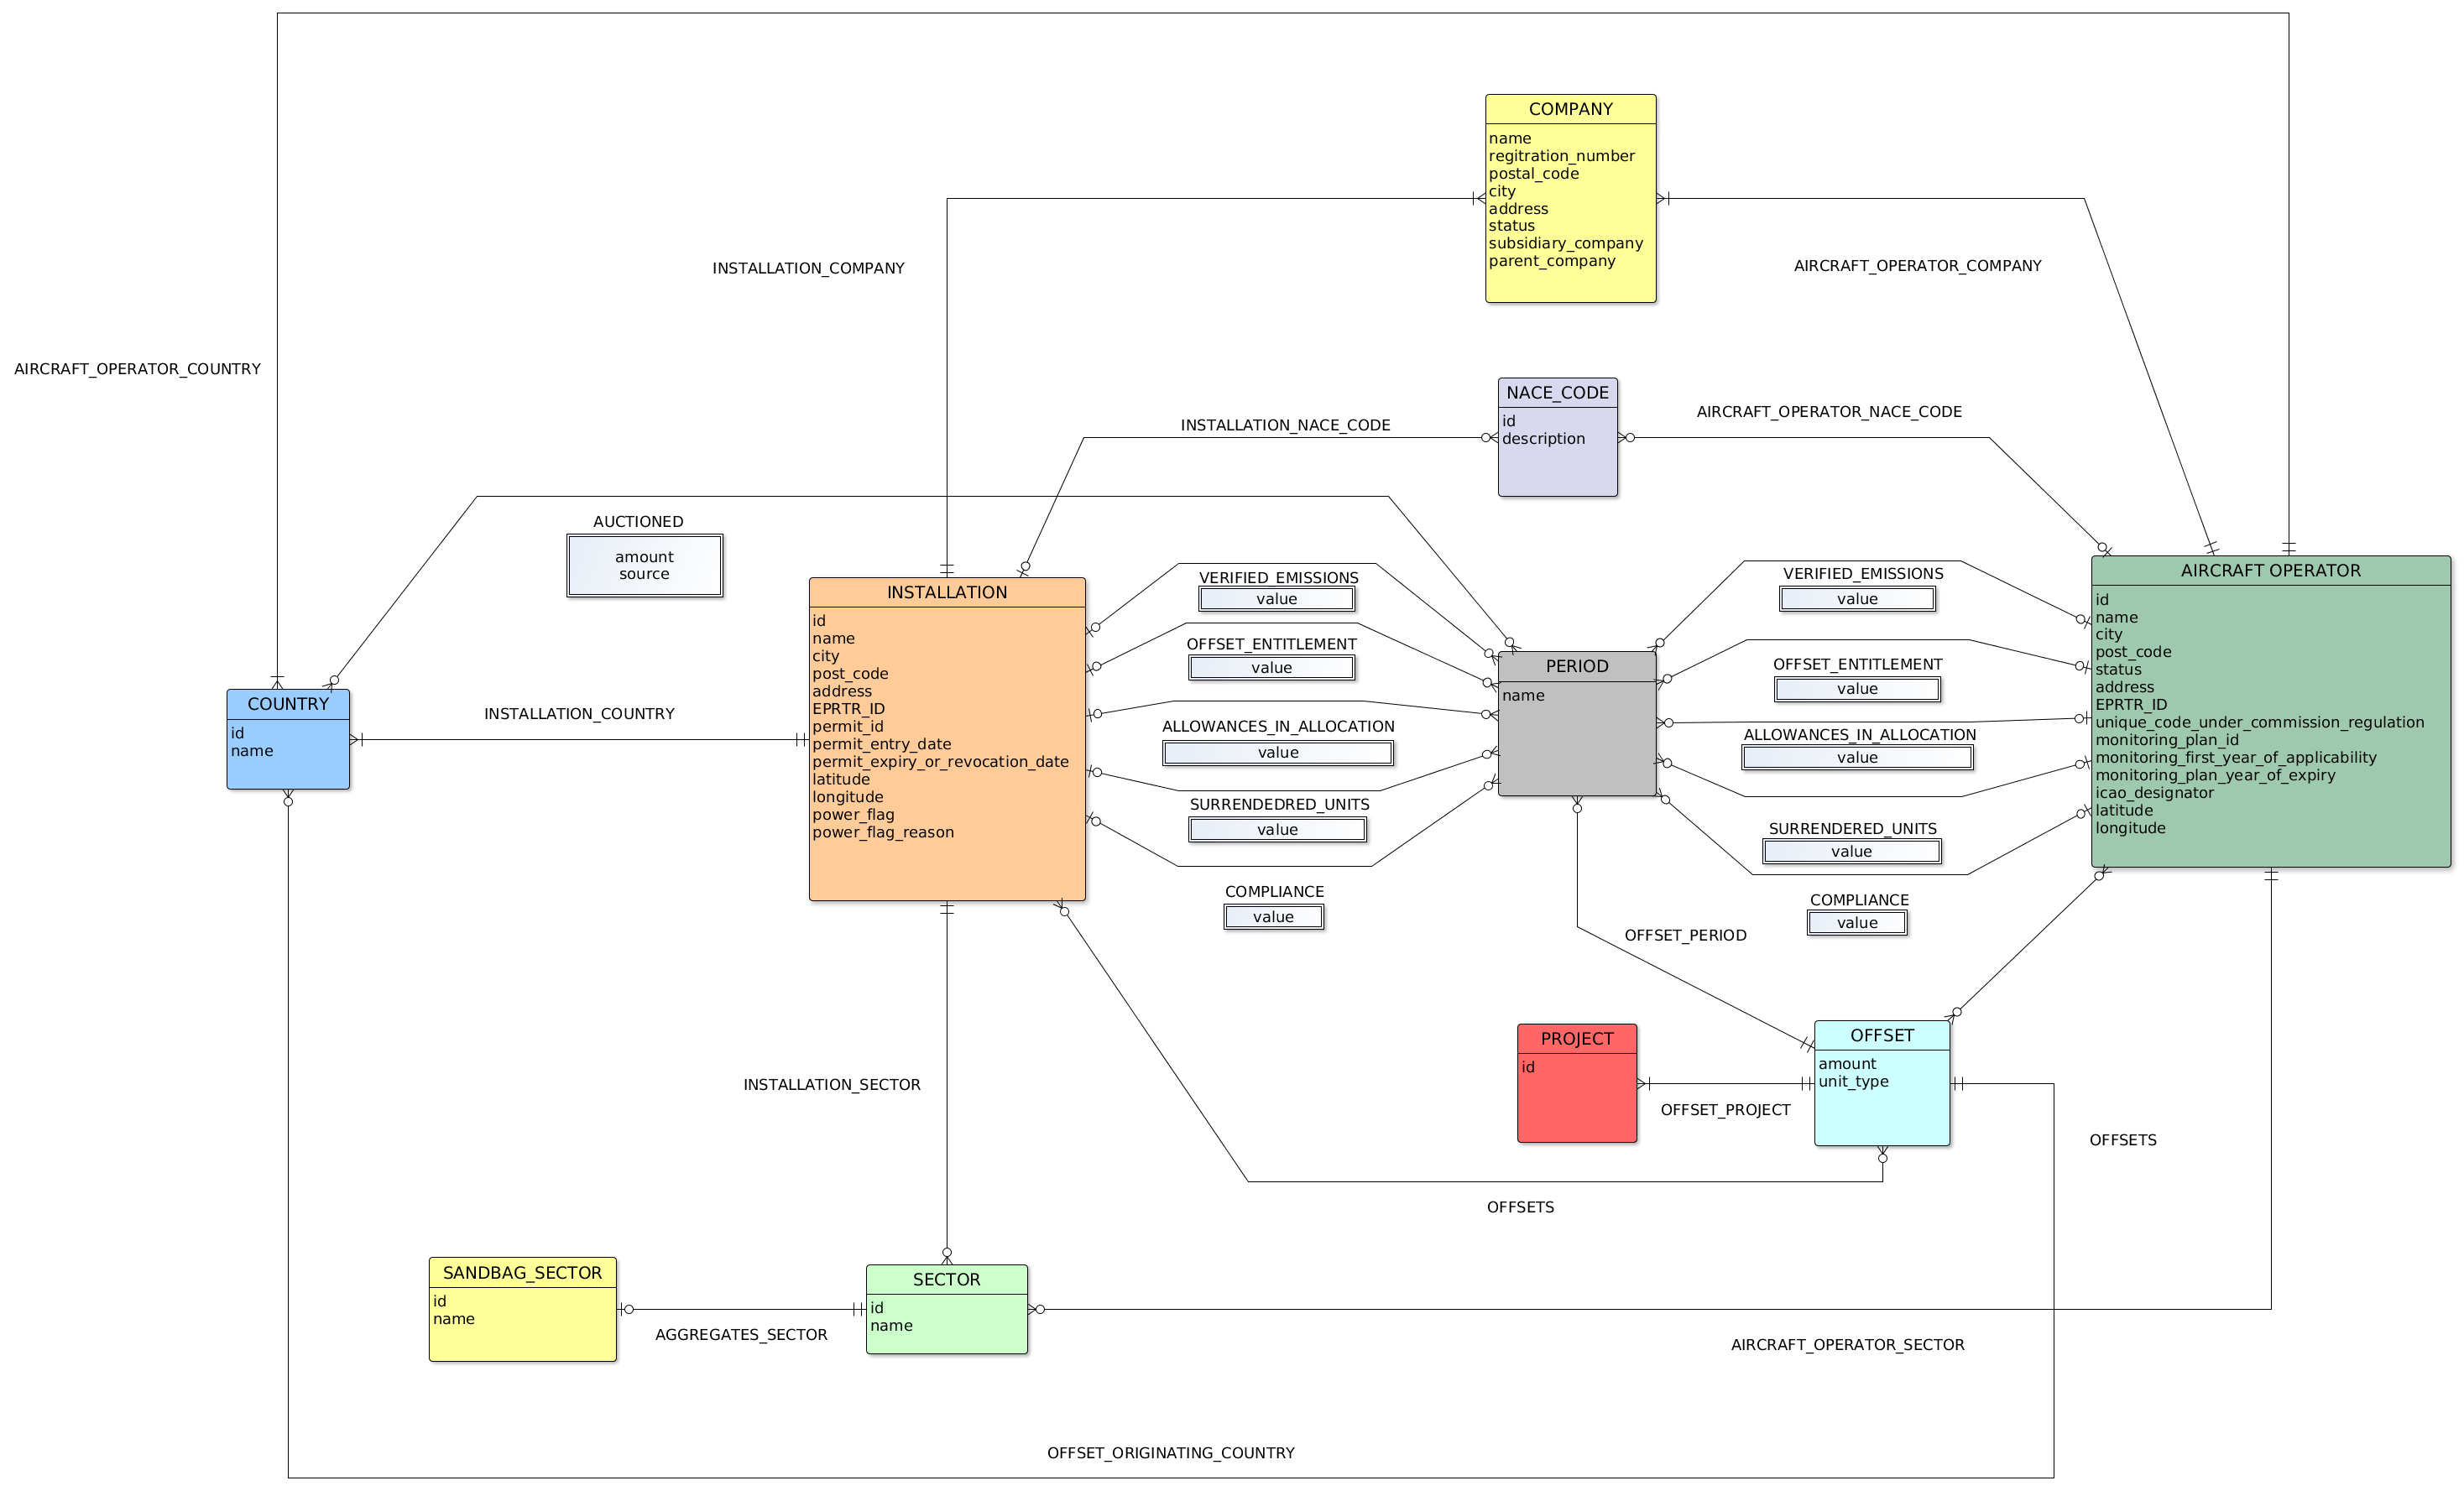 COMPANY
name
regitration_number
postal_code
city
address
status
subsidiary_company
parent_company
INSTALLATION_COMPANY
AIRCRAFT_OPERATOR_COMPANY
AIRCRAFT_OPERATOR_COUNTRY
NACE_CODE
id
description
INSTALLATION_NACE_CODE
AIRCRAFT_OPERATOR_NACE_CODE
AUCTIONED
amount
source
COUNTRY
id
name
INSTALLATION_COUNTRY
INSTALLATION
id
name
city
post_code
address
EPRTR_ID
permit_id
permit_entry_date
permit_expiry_or_revocation_date
latitude
longitude
power_flag
power_flag_reason
VERIFIED_EMISSIONS
value
OFFSET_ENTITLEMENT
value
ALLOWANCES_IN_ALLOCATION
value
SURRENDEDRED_UNITS
value
COMPLIANCE
value
PERIOD
name
VERIFIED_EMISSIONS
value
OFFSET_ENTITLEMENT
value
ALLOWANCES_IN_ALLOCATION
value
SURRENDERED_UNITS
value
COMPLIANCE
value
AIRCRAFT OPERATOR
id
name
city
post_code
status
address
EPRTR_ID
unique_code_under_commission_regulation
monitoring_plan_id
monitoring_first_year_of_applicability
monitoring_plan_year_of_expiry
icao_designator
latitude
longitude
OFFSET_PERIOD
PROJECT
id
OFFSET_PROJECT
OFFSET
amount
unit_type
OFFSETS
INSTALLATION_SECTOR
OFFSETS
SANDBAG_SECTOR
id
name
AGGREGATES_SECTOR
SECTOR
id
name
AIRCRAFT_OPERATOR_SECTOR
OFFSET_ORIGINATING_COUNTRY